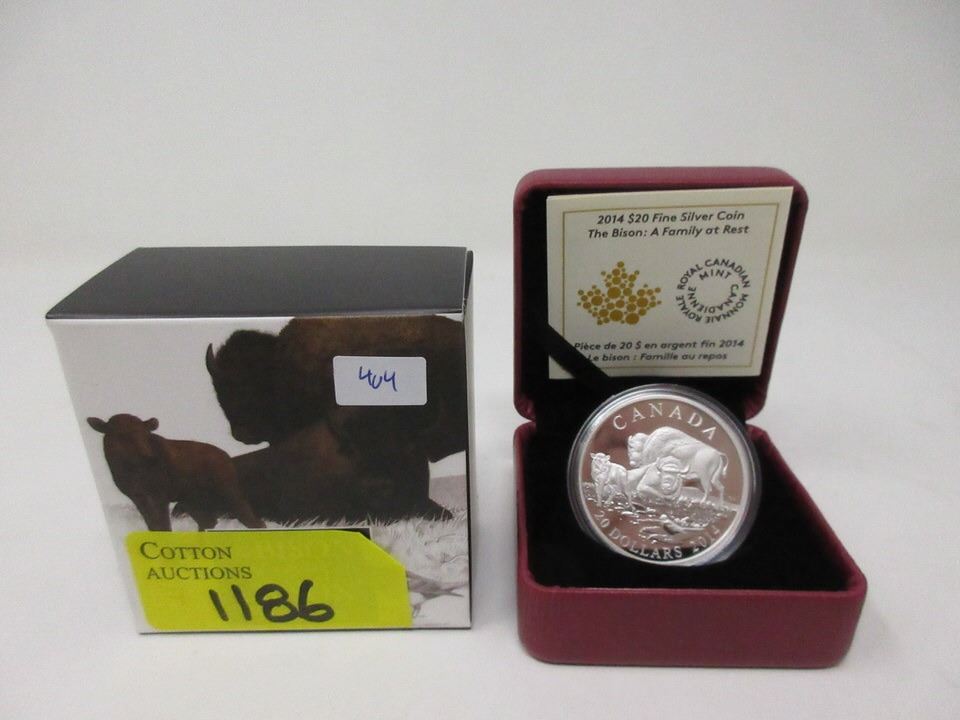 404
COTTON
AUCTIONS
1186
2014 $20 Fine Silver Coin
The Bison: A Family at Rest
ROYAL CANADIAN MINT
MONNAIE ROYALE CANADIENNE
Pièce de 20 $ en argent fin 2014
Le bison : Famille au repos
CANADA
20 DOLLARS 2014